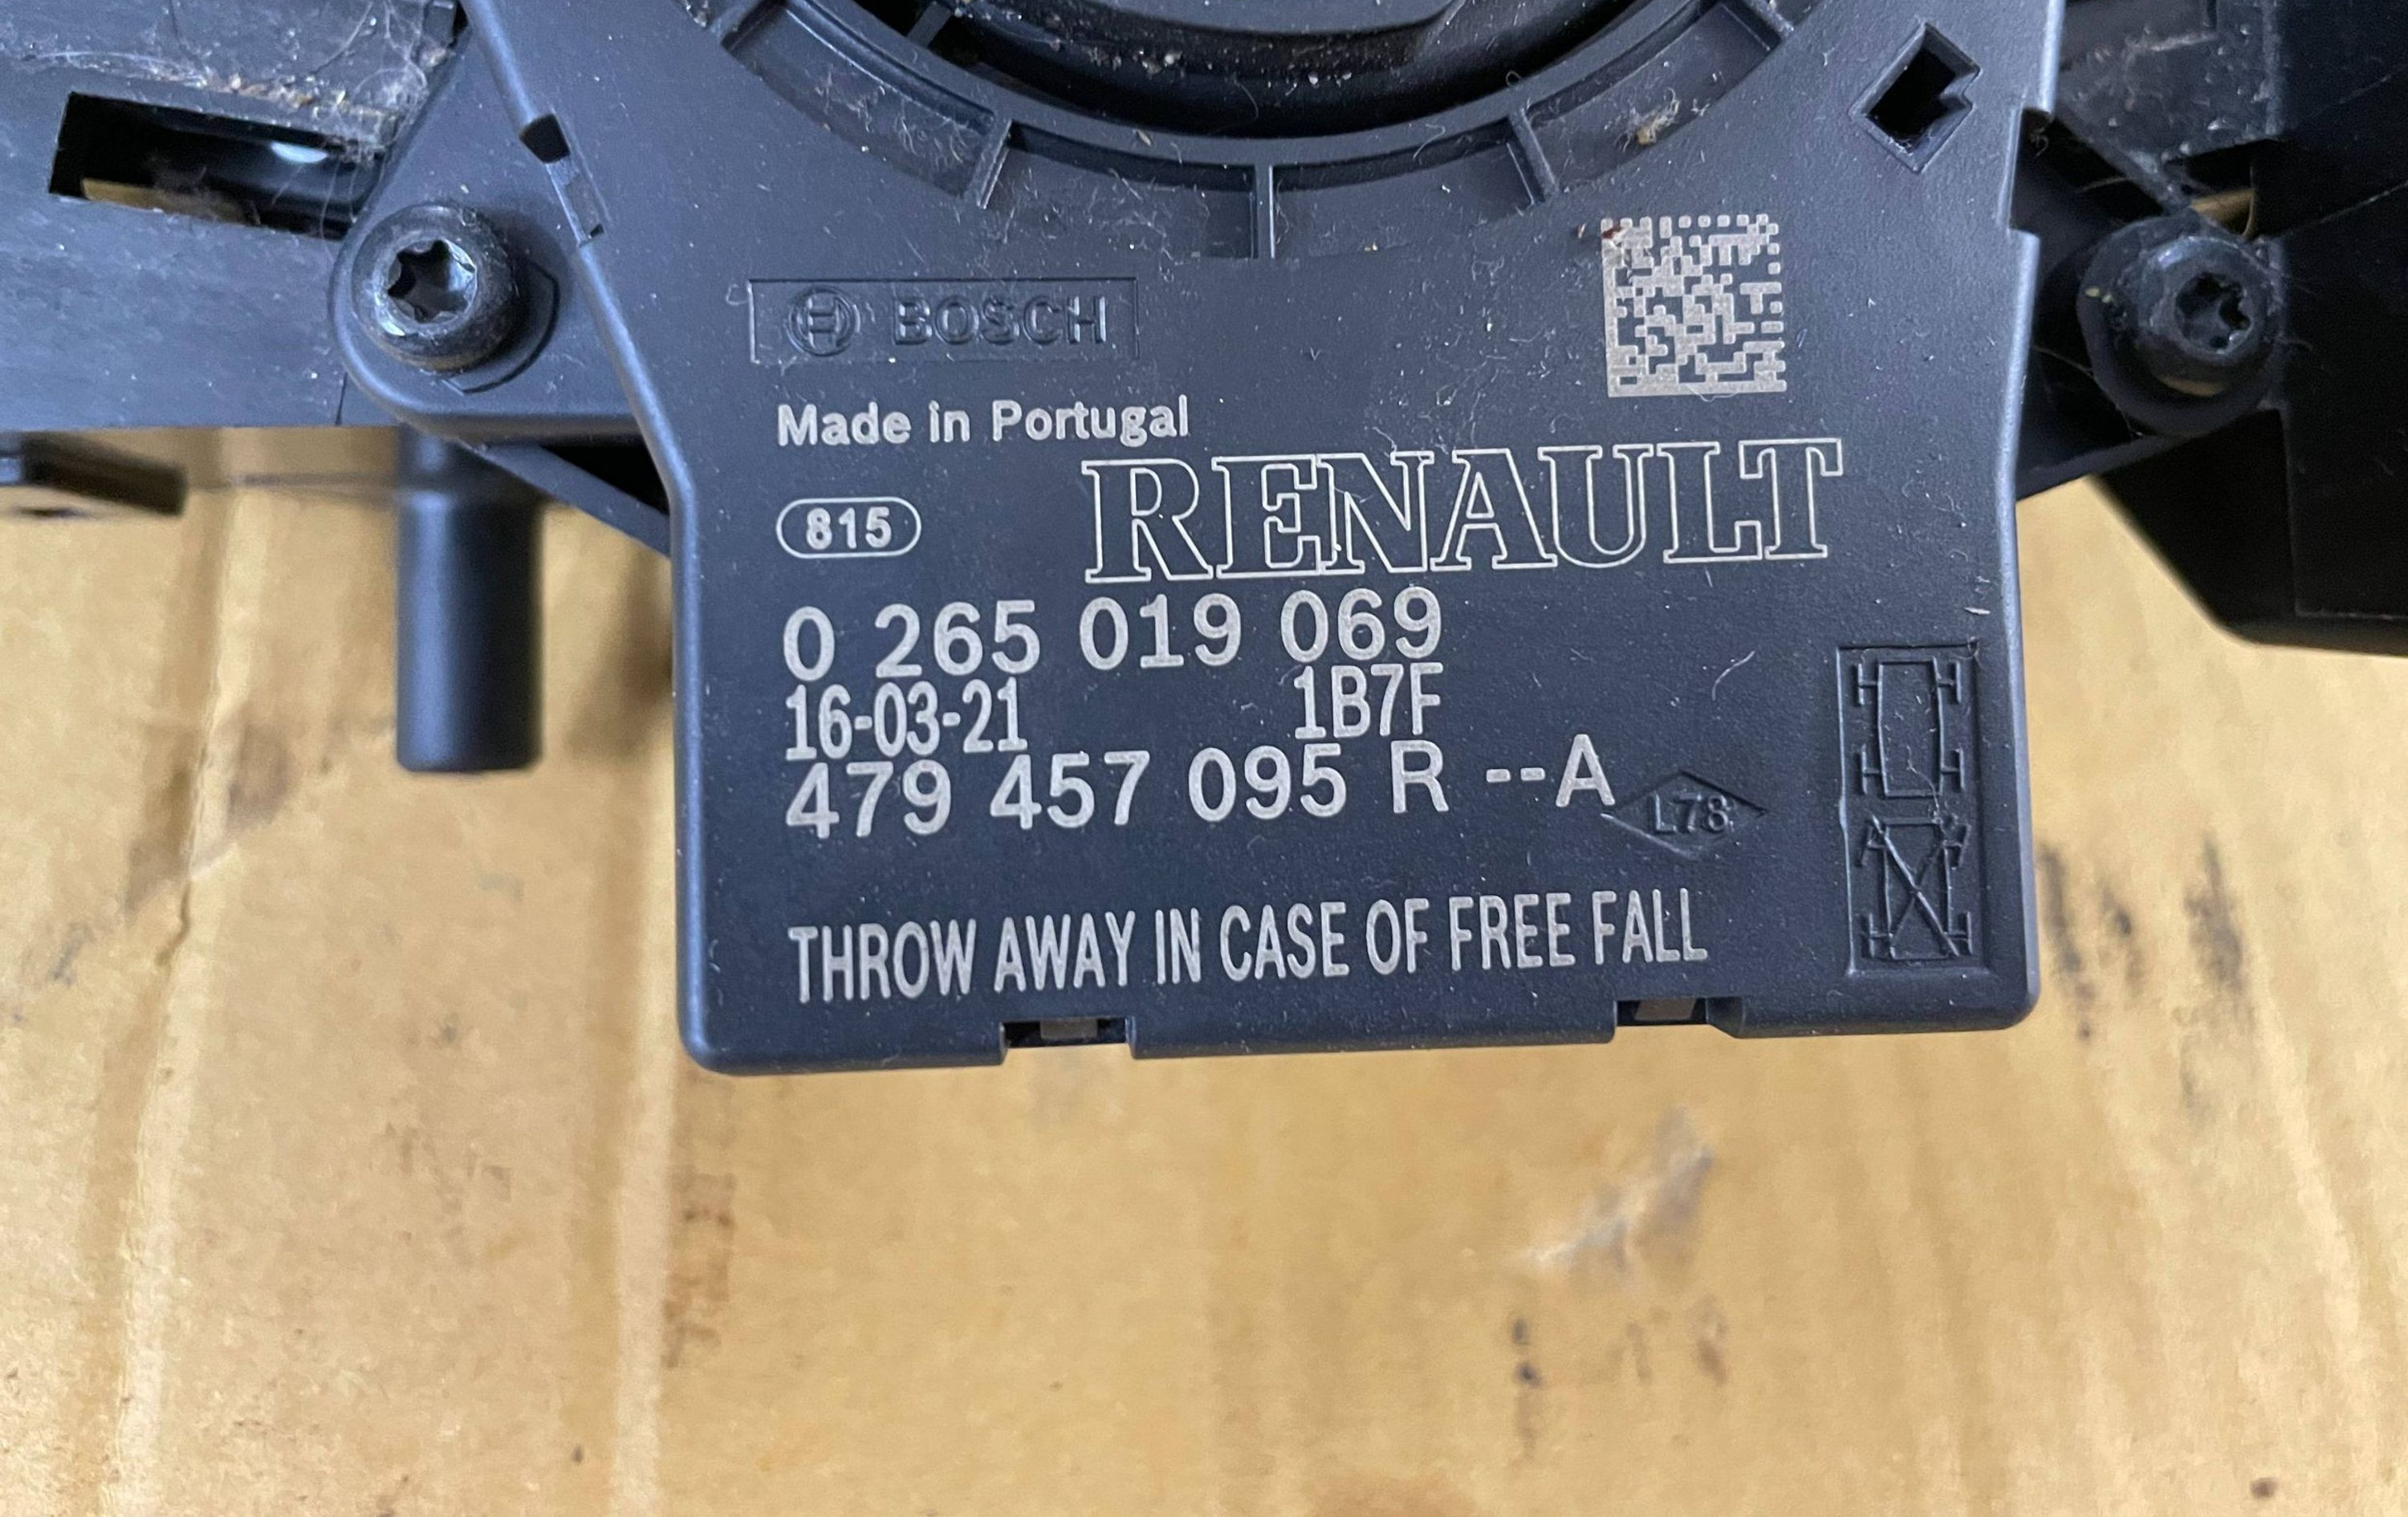 BOSCH
Made in Portugal
RENAULT
815
0 265 019 069
16-03-21 1B7F
479 457 095 R --A
L78
THROW AWAY IN CASE OF FREE FALL